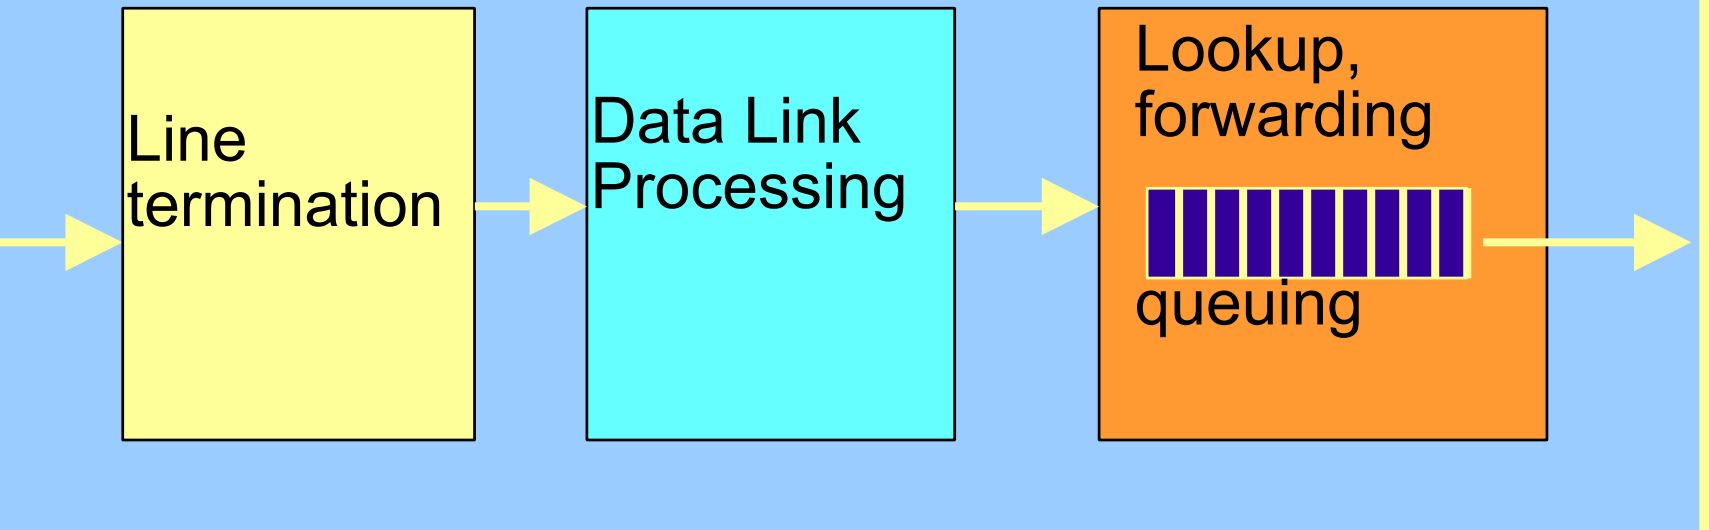 Line
termination
Data Link
Processing
Lookup,
forwarding
queuing